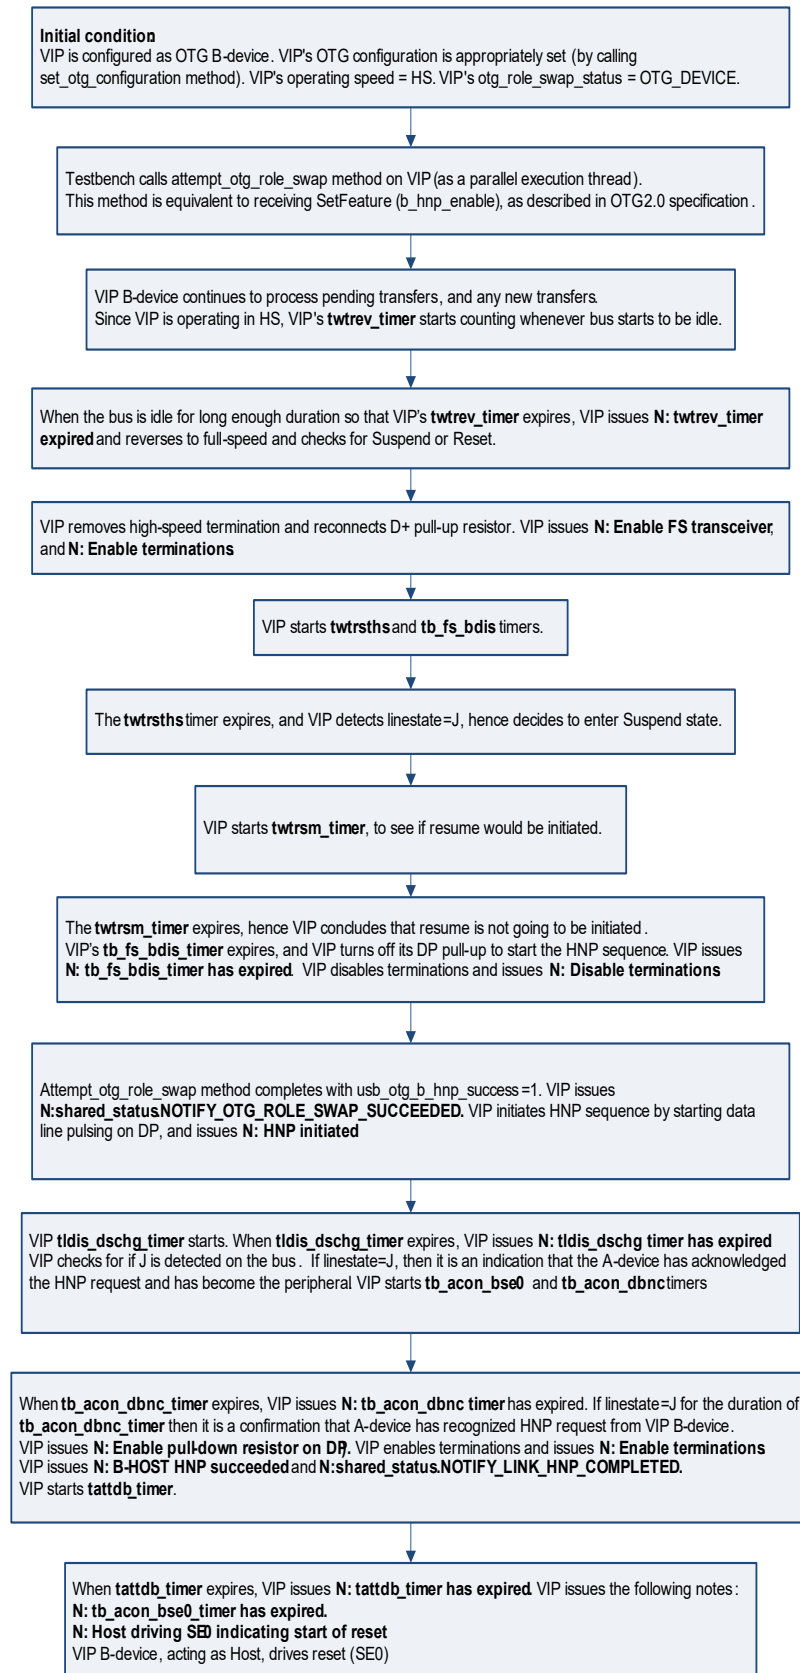 Initial condition:
VIP is configured as OTG B-device. VIP's OTG configuration is appropriately set (by calling
set_otg_configuration method). VIP's operating speed = HS. VIP's otg_role_swap_status = OTG_DEVICE.
Testbench calls attempt_otg_role_swap method on VIP (as a parallel execution thread).
This method is equivalent to receiving SetFeature (b_hnp_enable), as described in OTG2.0 specification .
VIP B-device continues to process pending transfers, and any new transfers.
Since VIP is operating in HS, VIP's twtrev_timer starts counting whenever bus starts to be idle.
When the bus is idle for long enough duration so that VIP's twtrev_timer expires, VIP issues N: twtrev_timer
expired and reverses to full-speed and checks for Suspend or Reset.
VIP removes high-speed termination and reconnects D+ pull-up resistor. VIP issues N: Enable FS transceiver,
and N: Enable terminations
VIP starts twtrsths and tb_fs_bdis timers.
The twtrsths timer expires, and VIP detects linestate=J, hence decides to enter Suspend state.
VIP starts twtrsm_timer, to see if resume would be initiated.
The twtrsm_timer expires, hence VIP concludes that resume is not going to be initiated .
VIP's tb_fs_bdis_timer expires, and VIP turns off its DP pull-up to start the HNP sequence. VIP issues
N: tb_fs_bdis_timer has expired. VIP disables terminations and issues N: Disable terminations
Attempt_otg_role_swap method completes with usb_otg_b_hnp_success =1. VIP issues
N:shared_status.NOTIFY_OTG_ROLE_SWAP_SUCCEEDED. VIP initiates HNP sequence by starting data
line pulsing on DP, and issues N: HNP initiated
VIP tldis_dschg_timer starts. When tldis_dschg_timer expires, VIP issues N: tldis_dschg timer has expired
VIP checks for if J is detected on the bus . If linestate=J, then it is an indication that the A-device has acknowledged
the HNP request and has become the peripheral VIP starts tb_acon_bse0 and tb_acon_dbnc timers
When tb_acon_dbnc_timer expires, VIP issues N: tb_acon_dbnc timer has expired. If linestate=J for the duration of
tb_acon_dbnc_timer then it is a confirmation that A-device has recognized HNP request from VIP B-device.
VIP issues N: Enable pull-down resistor on DP. VIP enables terminations and issues N: Enable terminations
VIP issues N: B-HOST HNP succeeded and N:shared_status.NOTIFY_LINK_HNP_COMPLETED.
VIP starts tattdb_timer.
When tattdb_timer expires, VIP issues N: tattdb_timer has expired. VIP issues the following notes :
N: tb_acon_bse0_timer has expired.
N: Host driving SE0 indicating start of reset
VIP B-device, acting as Host, drives reset (SE0)